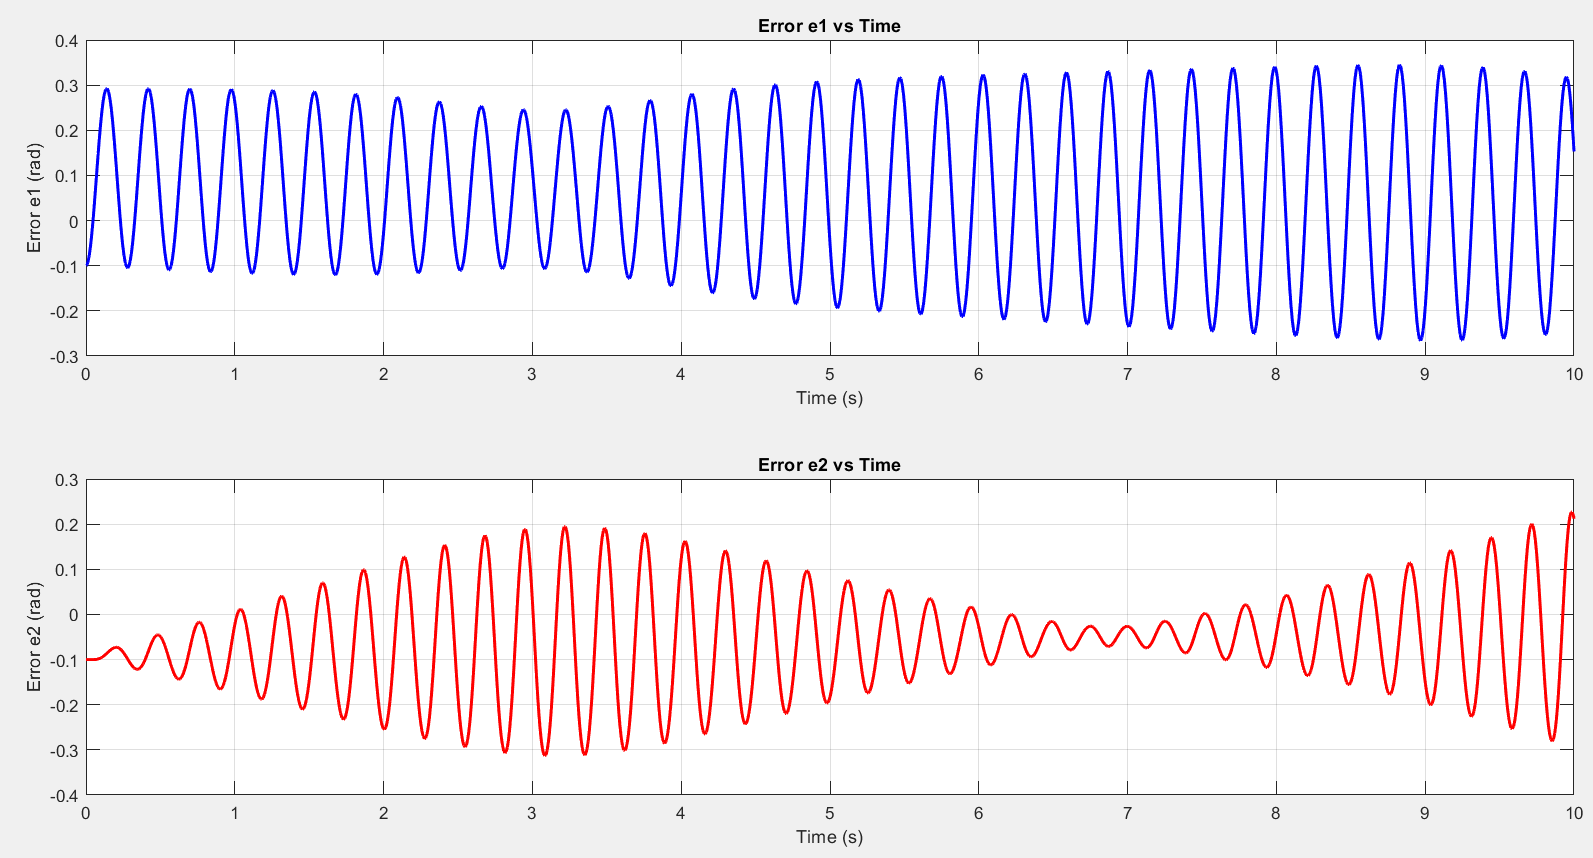 Error e1 vs Time
0.4
0.3
0.2
0.1
0
-0.1
-0.2
-0.3
Error e1 (rad)
0 1 2 3 4 5 6 7 8 9 10
Time (s)
Error e2 vs Time
0.3
0.2
0.1
0
-0.1
-0.2
-0.3
-0.4
Error e2 (rad)
0 1 2 3 4 5 6 7 8 9 10
Time (s)